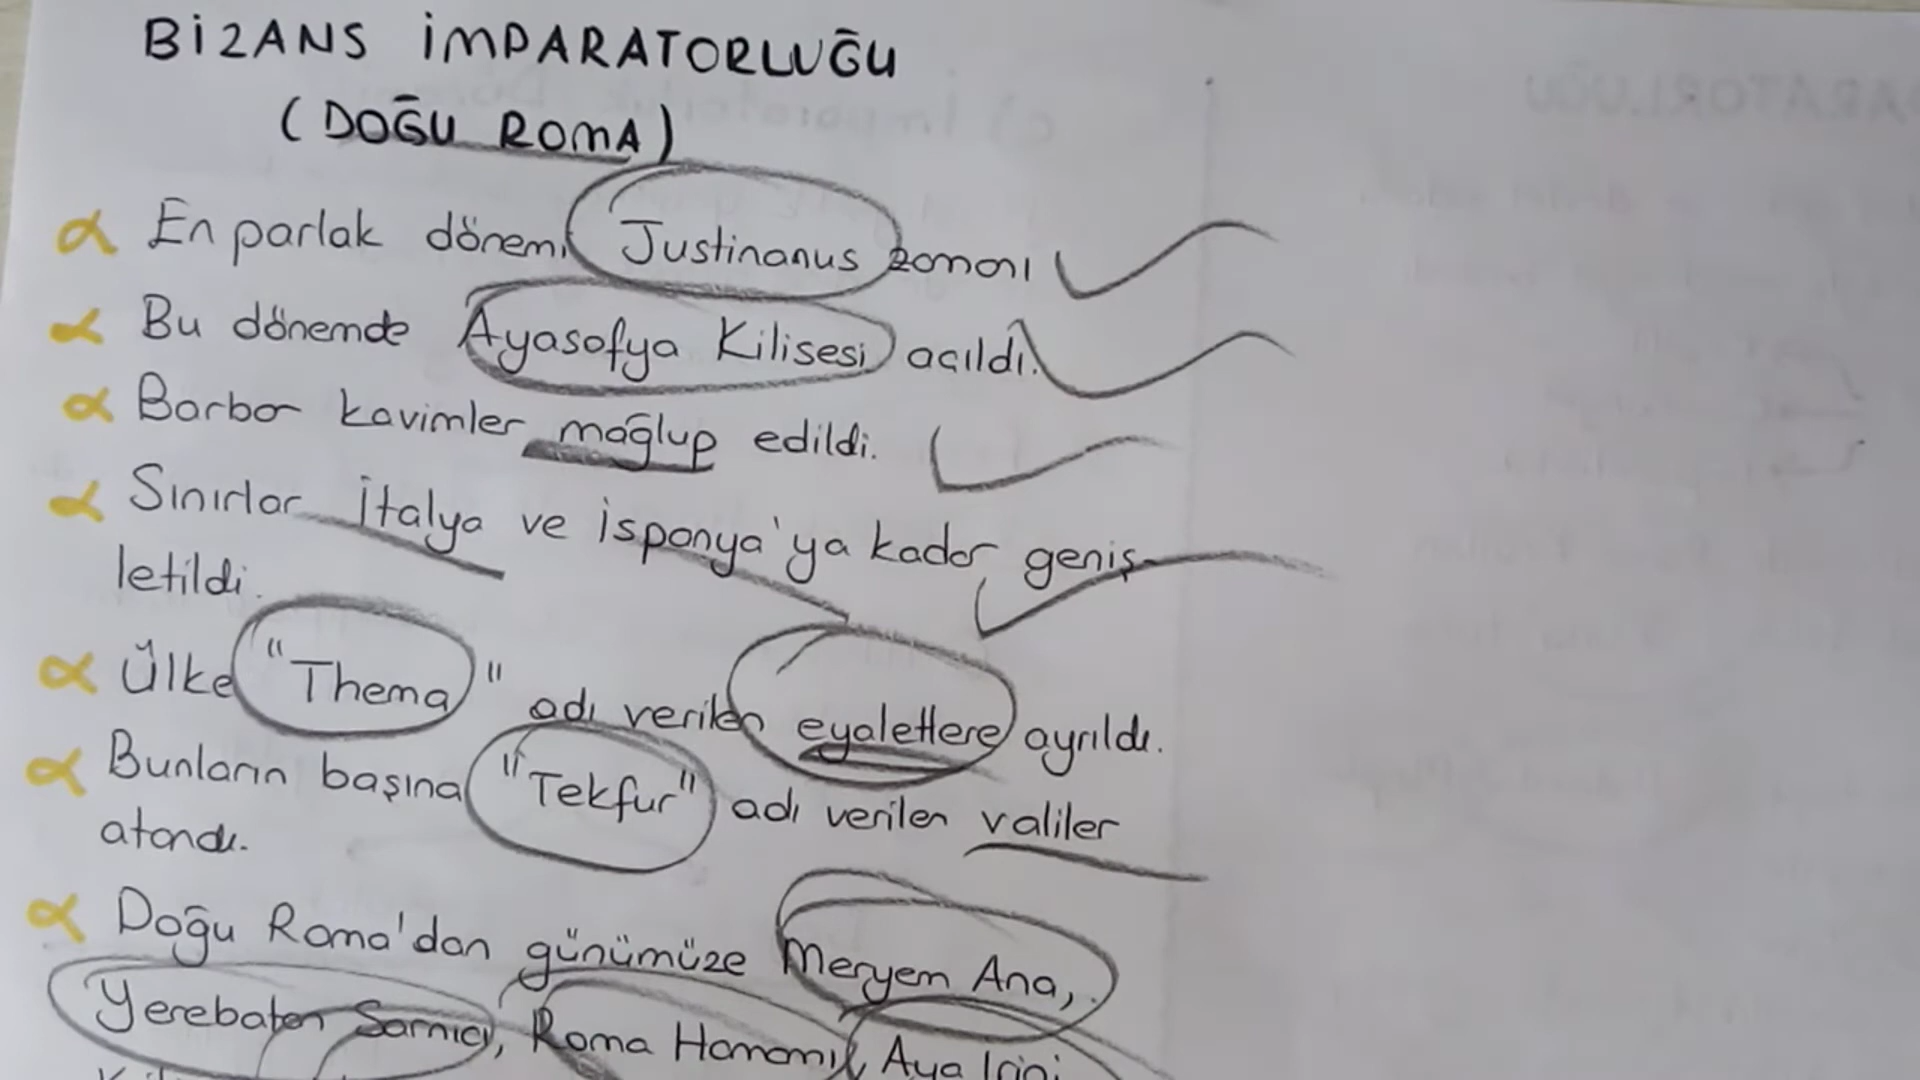 BİZANS İMPARATORLUĞU
(DOĞU ROMA)
α En parlak dönemi Justinanus zamanı
α Bu dönemde Ayasofya Kilisesi açıldı.
α Barbar kavimler mağlup edildi.
α Sınırlar İtalya ve İspanya'ya kadar geniş-
letildi.
α Ülke "Thema" adı verilen eyaletlere ayrıldı.
α Bunların başına "Tekfur" adı verilen valiler
atandı.
α Doğu Roma'dan günümüze Meryem Ana,
Yerebatan Sarnıcı, Roma Hamamı, Aya İrini